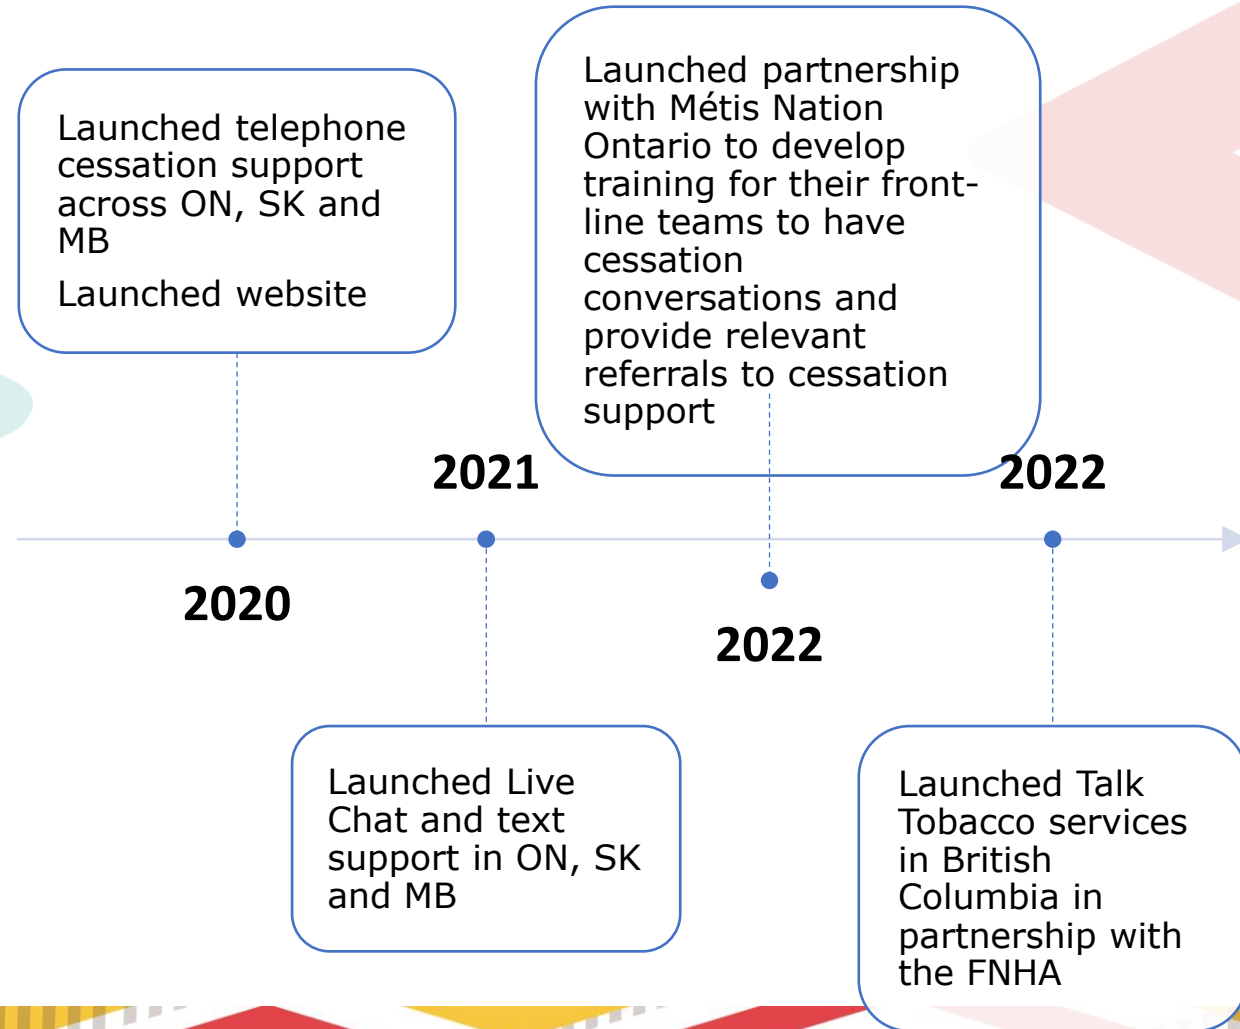 Launched telephone
cessation support
across ON, SK and
MB
Launched website
2020
2021
Launched Live
Chat and text
support in ON, SK
and MB
Launched partnership
with Métis Nation
Ontario to develop
training for their front-
line teams to have
cessation
conversations and
provide relevant
referrals to cessation
support
2022
2022
Launched Talk
Tobacco services
in British
Columbia in
partnership with
the FNHA